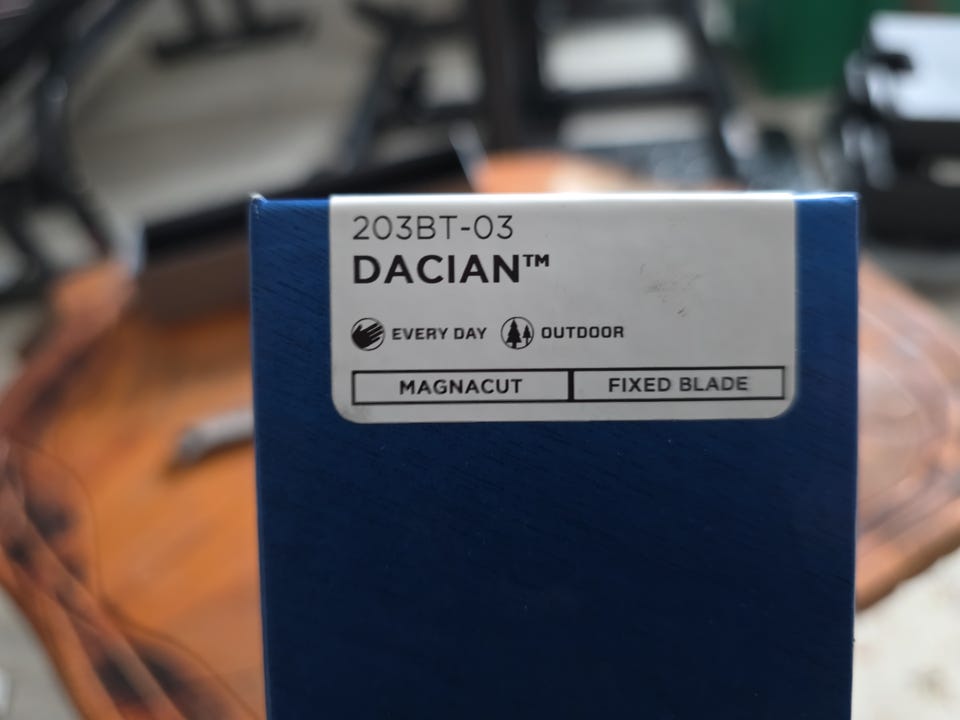 203BT-03
DACIAN™
EVERY DAY OUTDOOR
MAGNACUT FIXED BLADE